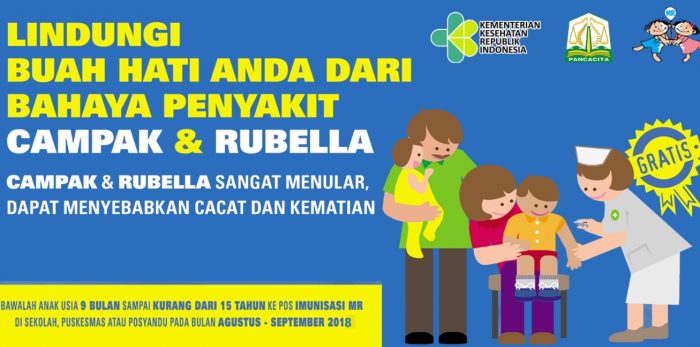 LINDUNGI
BUAH HATI ANDA DARI
BAHAYA PENYAKIT
CAMPAK & RUBELLA
CAMPAK & RUBELLA SANGAT MENULAR,
DAPAT MENYEBABKAN CACAT DAN KEMATIAN
BAWALAH ANAK USIA 9 BULAN SAMPAI KURANG DARI 15 TAHUN KE POS IMUNISASI MR
DI SEKOLAH, PUSKESMAS ATAU POSYANDU PADA BULAN AGUSTUS - SEPTEMBER 2018
KEMENTERIAN
KESEHATAN
REPUBLIK
INDONESIA
PANCACITA
MR
GRATIS